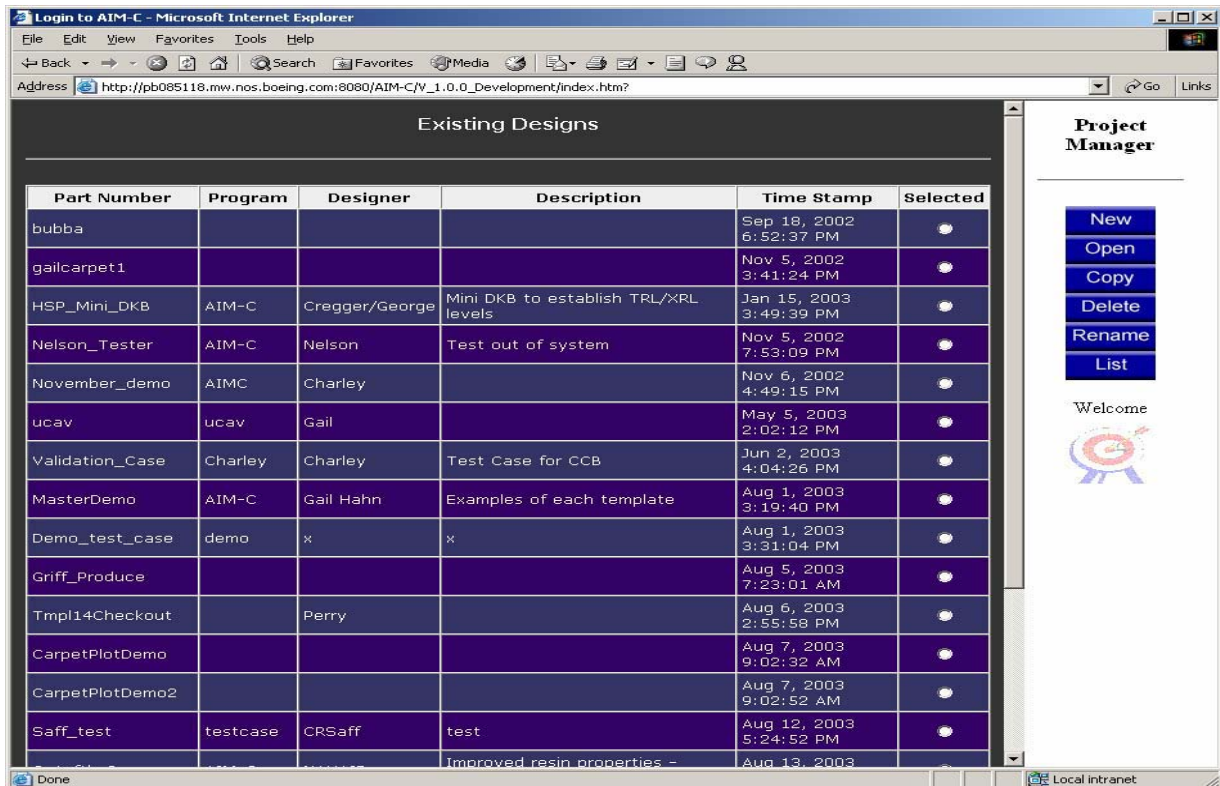 Login to AIM-C - Microsoft Internet Explorer
File Edit View Favorites Tools Help
Back Search Favorites Media
Address http://pb085118.mw.nos.boeing.com:8080/AIM-C/V_1.0.0_Development/index.htm? Go Links
Existing Designs
Part Number Program Designer Description Time Stamp Selected
bubba Sep 18, 2002
6:52:37 PM
gailcarpet1 Nov 5, 2002
3:41:24 PM
HSP_Mini_DKB AIM-C Cregger/George Mini DKB to establish TRL/XRL levels Jan 15, 2003
3:49:39 PM
Nelson_Tester AIM-C Nelson Test out of system Nov 5, 2002
7:53:09 PM
November_demo AIMC Charley Nov 6, 2002
4:49:15 PM
ucav ucav Gail May 5, 2003
2:02:12 PM
Validation_Case Charley Charley Test Case for CCB Jun 2, 2003
4:04:26 PM
MasterDemo AIM-C Gail Hahn Examples of each template Aug 1, 2003
3:19:40 PM
Demo_test_case demo x x Aug 1, 2003
3:31:04 PM
Griff_Produce Aug 5, 2003
7:23:01 AM
Tmpl14Checkout Perry Aug 6, 2003
2:55:58 PM
CarpetPlotDemo Aug 7, 2003
9:02:32 AM
CarpetPlotDemo2 Aug 7, 2003
9:02:52 AM
Saff_test testcase CRSaff test Aug 12, 2003
5:24:52 PM
Improved resin properties - Aug 13, 2003
Project
Manager
New
Open
Copy
Delete
Rename
List
Welcome
Done Local intranet